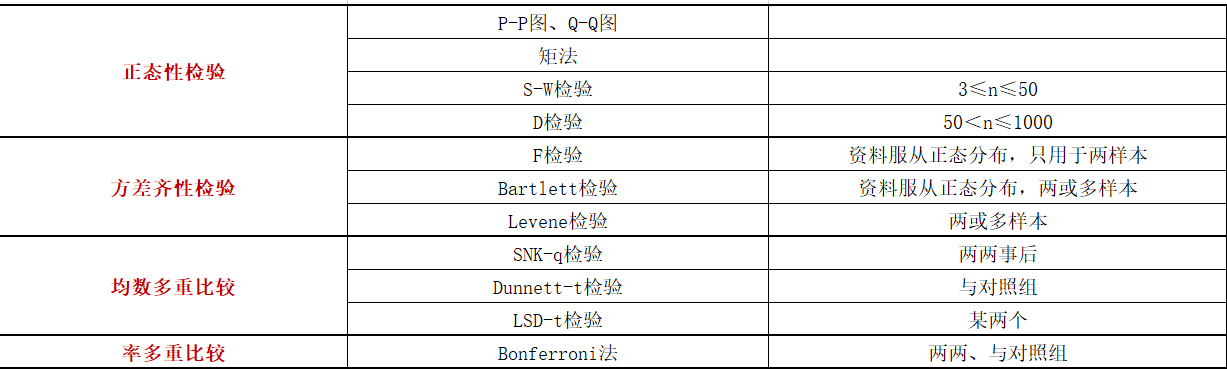 正态性检验
P-P图、Q-Q图
矩法
S-W检验 3≤n≤50
D检验 50＜n≤1000
方差齐性检验
F检验 资料服从正态分布，只用于两样本
Bartlett检验 资料服从正态分布，两或多样本
Levene检验 两或多样本
均数多重比较
SNK-q检验 两两事后
Dunnett-t检验 与对照组
LSD-t检验 某两个
率多重比较 Bonferroni法 两两、与对照组